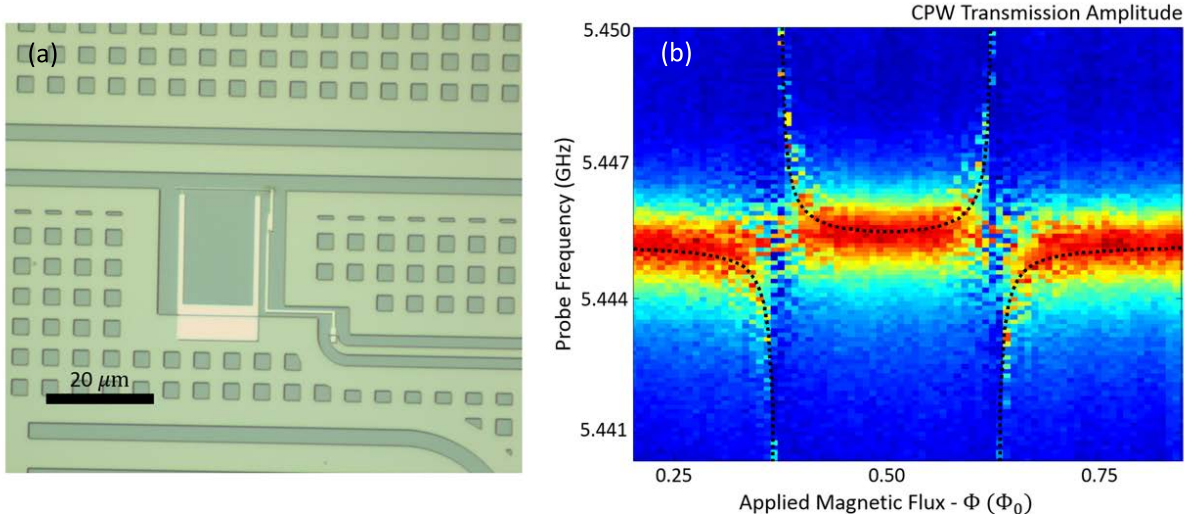 (a)
20 μm
CPW Transmission Amplitude
(b)
5.450
5.447
5.444
5.441
Probe Frequency (GHz)
0.25 0.50 0.75
Applied Magnetic Flux - Φ (Φ₀)